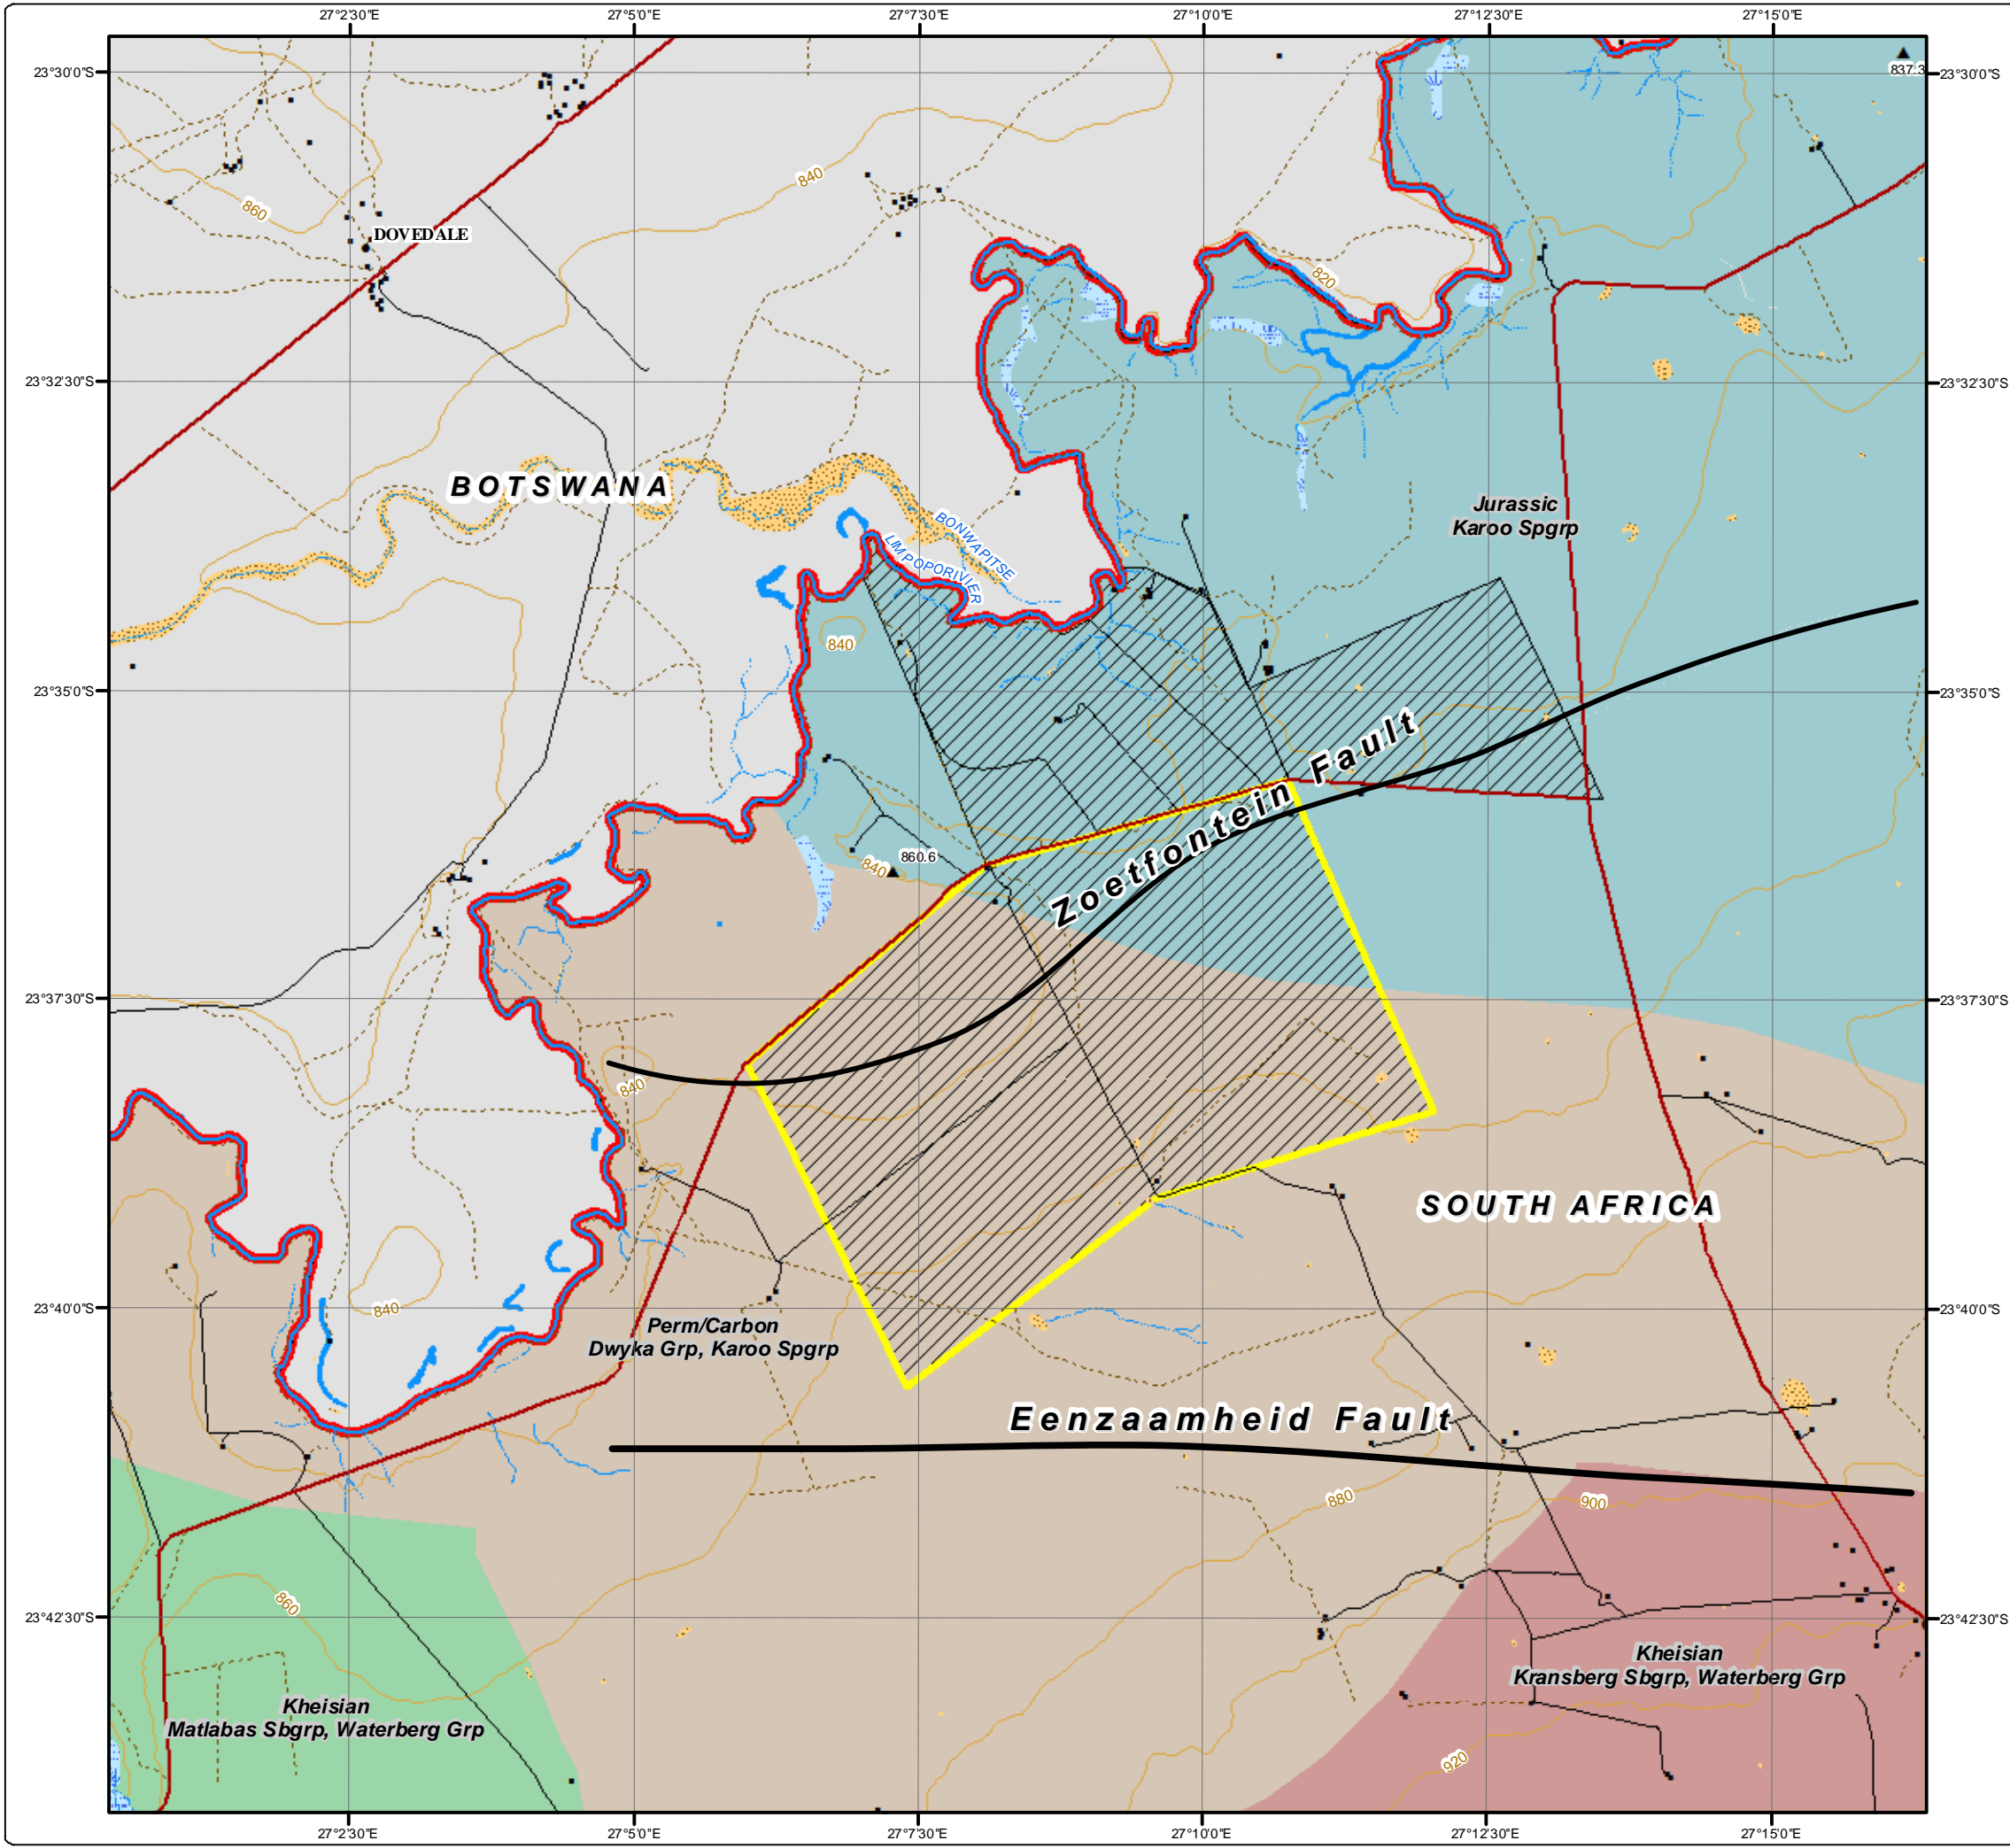 27°2'30"E
27°5'0"E
27°7'30"E
27°10'0"E
27°12'30"E
27°15'0"E
23°30'0"S
23°30'0"S
837.3
840
860
DOVEDALE
820
23°32'30"S
23°32'30"S
BOTSWANA
Jurassic
Karoo Spgrp
BONWAPITSE
LIMPOPORIVIER
840
23°35'0"S
23°35'0"S
Zoetfontein Fault
860.6
840
23°37'30"S
23°37'30"S
840
SOUTH AFRICA
840
23°40'0"S
23°40'0"S
Perm/Carbon
Dwyka Grp, Karoo Spgrp
Eenzaamheid Fault
880
900
860
23°42'30"S
23°42'30"S
Kheisian
Kransberg Sbgrp, Waterberg Grp
Kheisian
Matlabas Sbgrp, Waterberg Grp
920
27°2'30"E
27°5'0"E
27°7'30"E
27°10'0"E
27°12'30"E
27°15'0"E